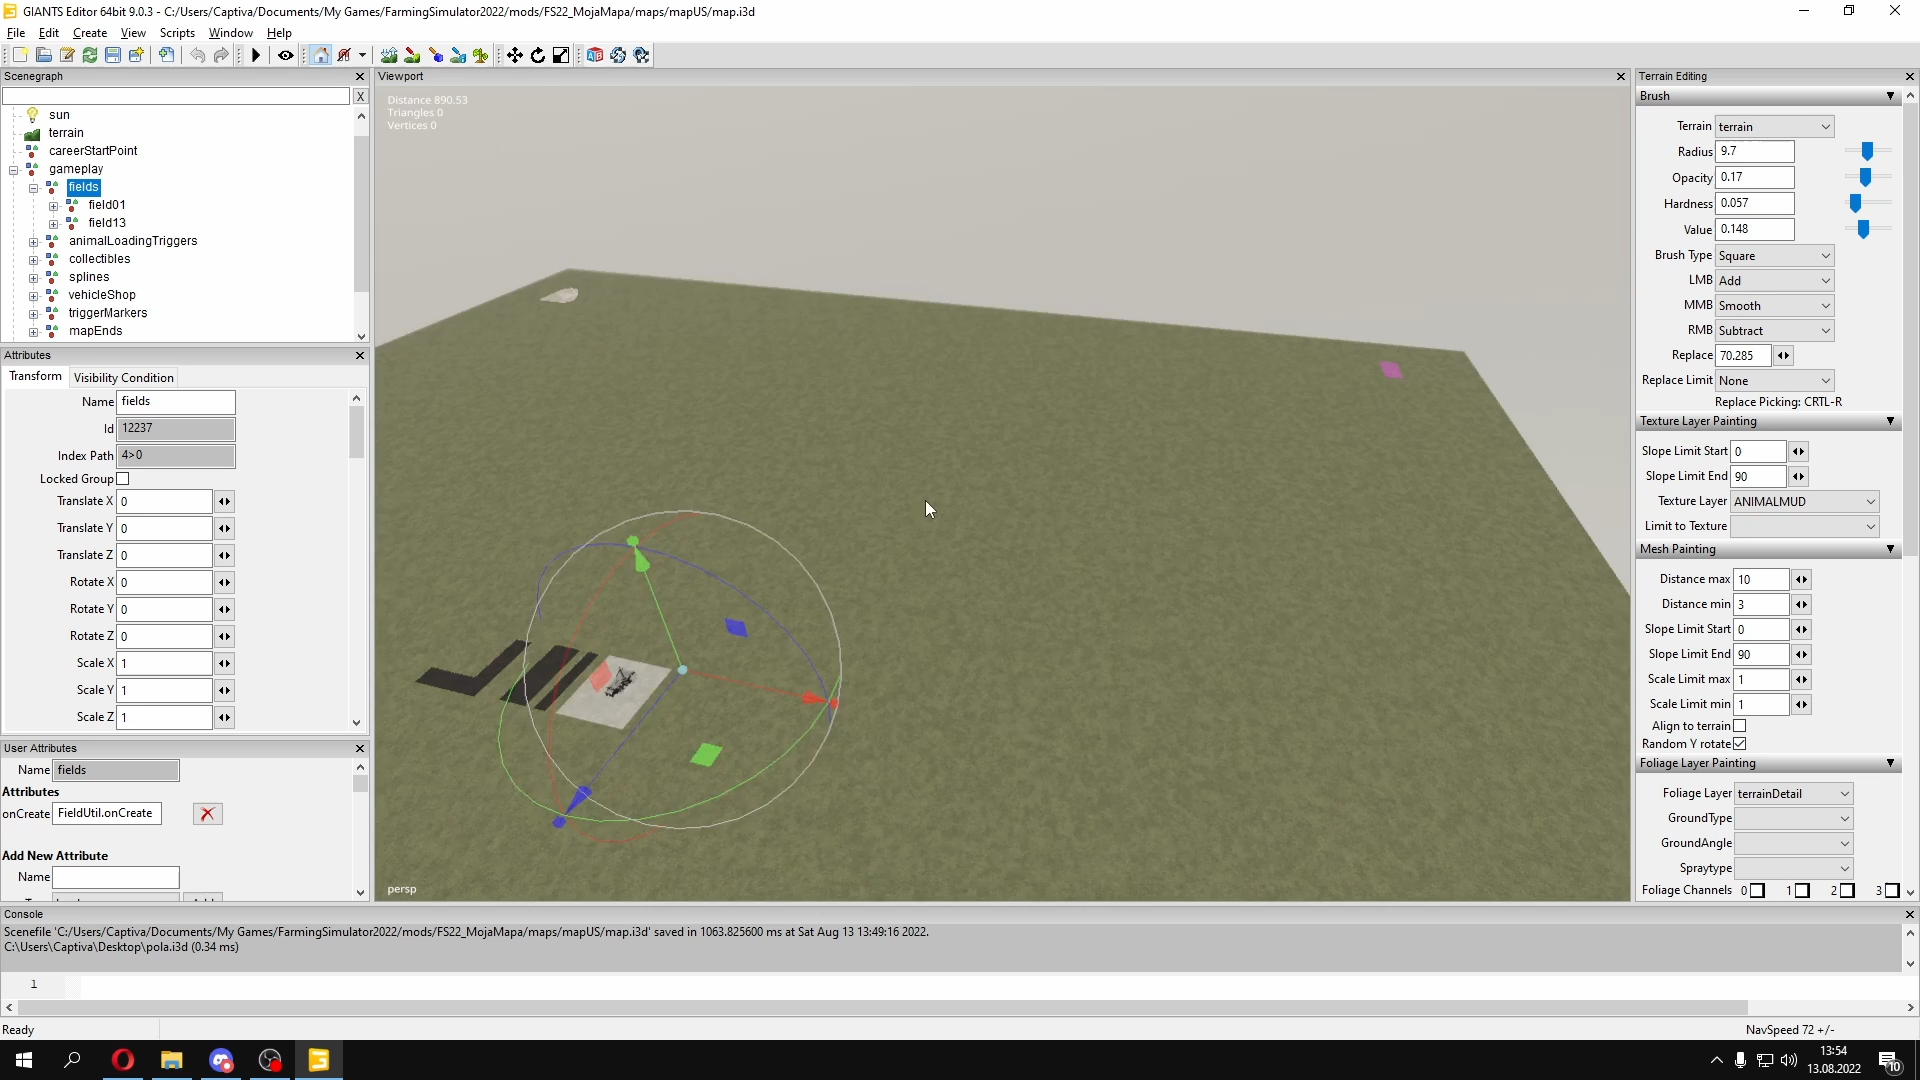 GIANTS Editor 64bit 9.0.3 - C:/Users/Captiva/Documents/My Games/FarmingSimulator2022/mods/FS22_MojaMapa/maps/mapUS/map.i3d
File Edit Create View Scripts Window Help
Scenegraph
X
sun
terrain
careerStartPoint
gameplay
fields
field01
field13
animalLoadingTriggers
collectibles
splines
vehicleShop
triggerMarkers
mapEnds
Attributes
Transform Visibility Condition
Name fields
Id 12237
Index Path 4>0
Locked Group
Translate X 0
Translate Y 0
Translate Z 0
Rotate X 0
Rotate Y 0
Rotate Z 0
Scale X 1
Scale Y 1
Scale Z 1
User Attributes
Name fields
Attributes
onCreate FieldUtil.onCreate
Add New Attribute
Name
Viewport
Distance 890.53
Triangles 0
Vertices 0
persp
Terrain Editing
Brush
Terrain terrain
Radius 9.7
Opacity 0.17
Hardness 0.057
Value 0.148
Brush Type Square
LMB Add
MMB Smooth
RMB Subtract
Replace 70.285
Replace Limit None
Replace Picking: CRTL-R
Texture Layer Painting
Slope Limit Start 0
Slope Limit End 90
Texture Layer ANIMALMUD
Limit to Texture
Mesh Painting
Distance max 10
Distance min 3
Slope Limit Start 0
Slope Limit End 90
Scale Limit max 1
Scale Limit min 1
Align to terrain
Random Y rotate
Foliage Layer Painting
Foliage Layer terrainDetail
GroundType
GroundAngle
Spraytype
Foliage Channels 0 1 2 3
Console
Scenefile 'C:/Users/Captiva/Documents/My Games/FarmingSimulator2022/mods/FS22_MojaMapa/maps/mapUS/map.i3d' saved in 1063.825600 ms at Sat Aug 13 13:49:16 2022.
C:\Users\Captiva\Desktop\pola.i3d (0.34 ms)
1
Ready
NavSpeed 72 +/-
13:54
13.08.2022
10